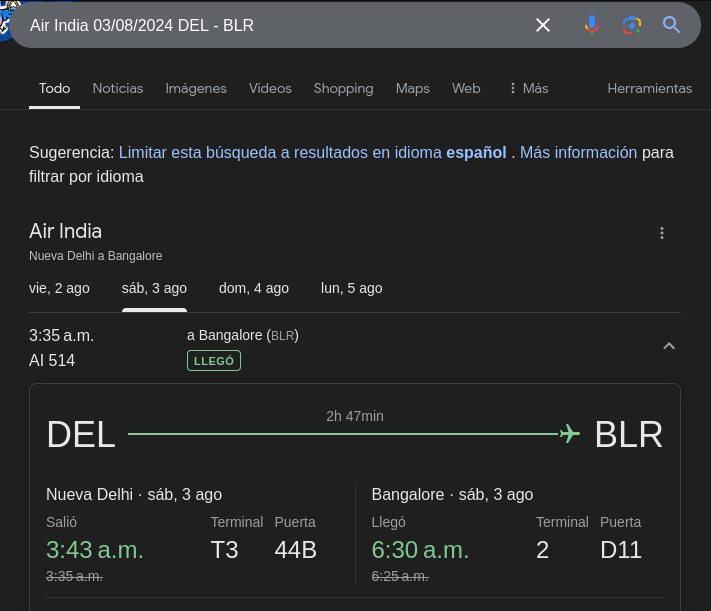 Air India 03/08/2024 DEL - BLR
Todo Noticias Imágenes Videos Shopping Maps Web Más Herramientas
Sugerencia: Limitar esta búsqueda a resultados en idioma español . Más información para
filtrar por idioma
Air India
Nueva Delhi a Bangalore
vie, 2 ago sáb, 3 ago dom, 4 ago lun, 5 ago
3:35 a.m. a Bangalore (BLR)
AI 514 LLEGÓ
2h 47min
DEL BLR
Nueva Delhi · sáb, 3 ago Bangalore · sáb, 3 ago
Salió Terminal Puerta Llegó Terminal Puerta
3:43 a.m. T3 44B 6:30 a.m. 2 D11
3:35 a.m. 6:25 a.m.